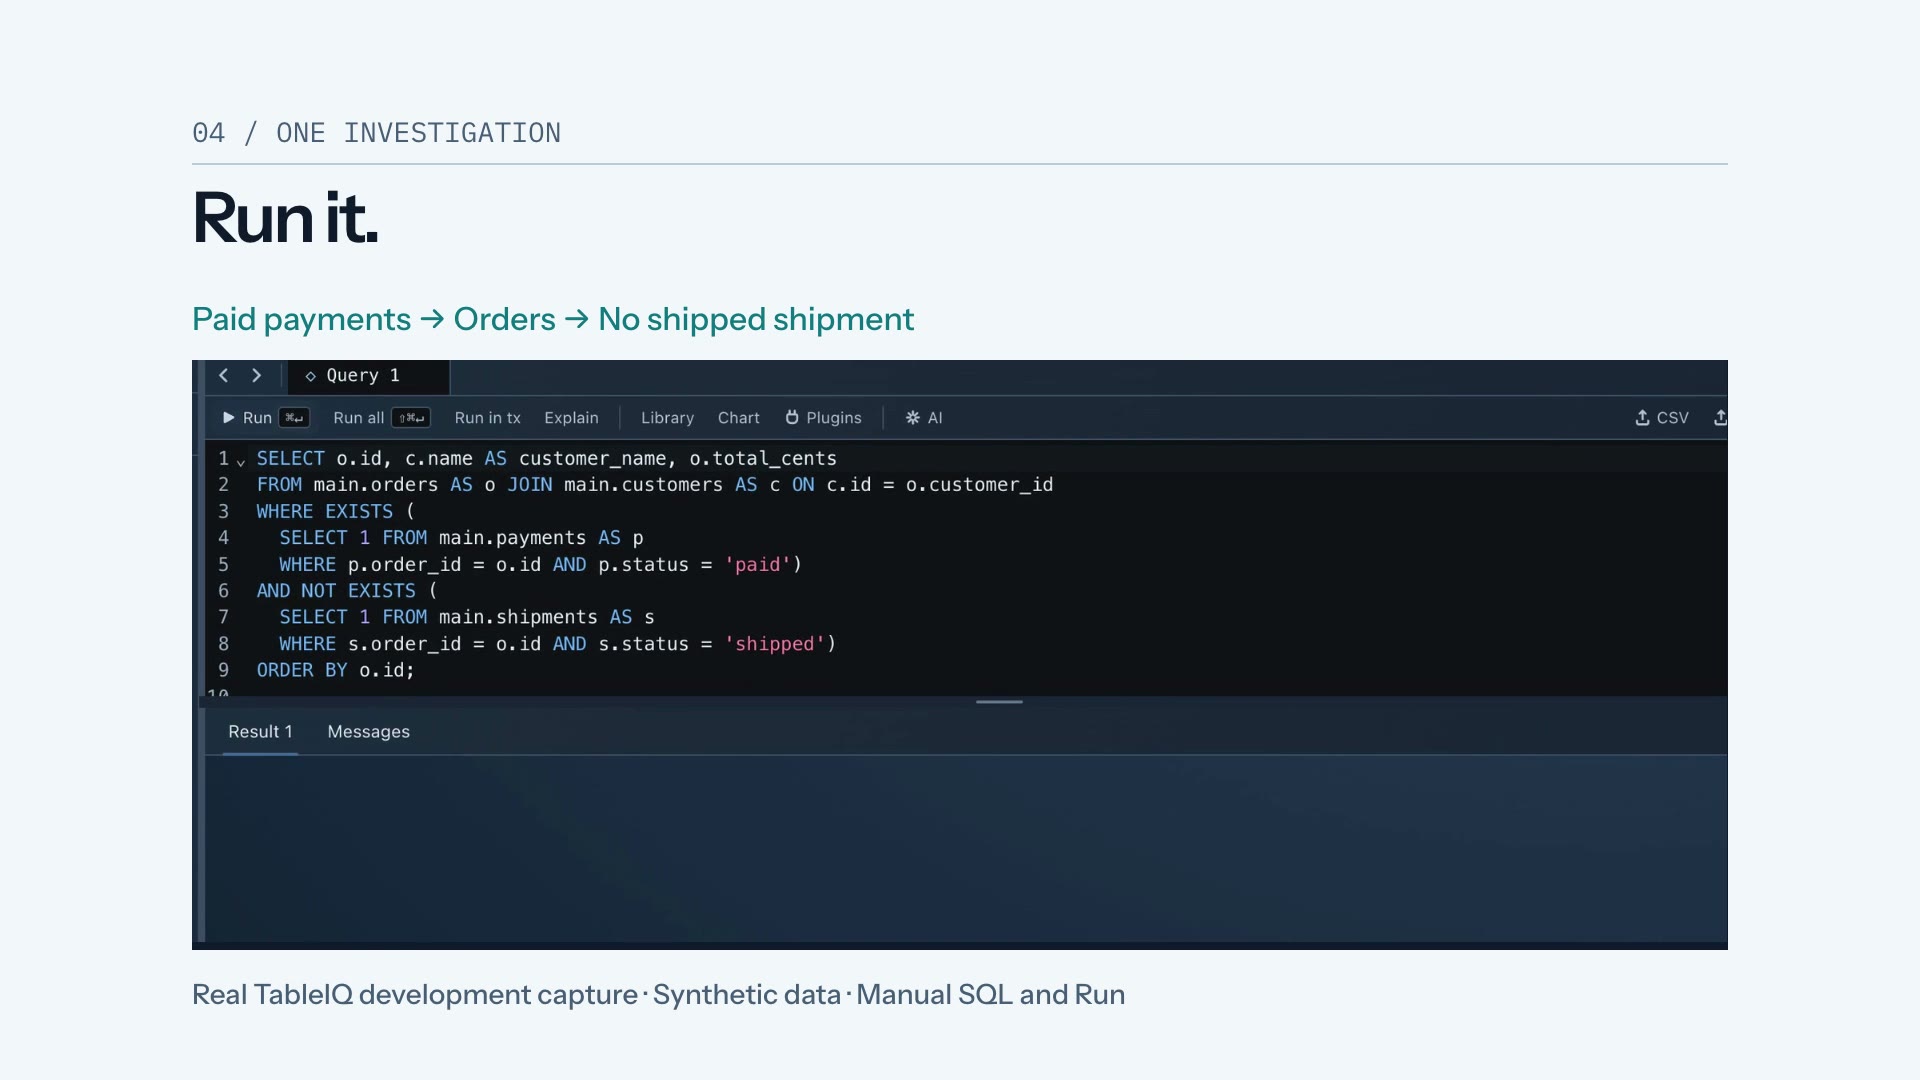 04 / ONE INVESTIGATION
Run it.
Paid payments → Orders → No shipped shipment
◇ Query 1
Run ⌘↵ Run all ⇧⌘↵ Run in tx Explain Library Chart Plugins AI CSV
1 SELECT o.id, c.name AS customer_name, o.total_cents
2 FROM main.orders AS o JOIN main.customers AS c ON c.id = o.customer_id
3 WHERE EXISTS (
4 SELECT 1 FROM main.payments AS p
5 WHERE p.order_id = o.id AND p.status = 'paid')
6 AND NOT EXISTS (
7 SELECT 1 FROM main.shipments AS s
8 WHERE s.order_id = o.id AND s.status = 'shipped')
9 ORDER BY o.id;
10
Result 1 Messages
Real TableIQ development capture · Synthetic data · Manual SQL and Run